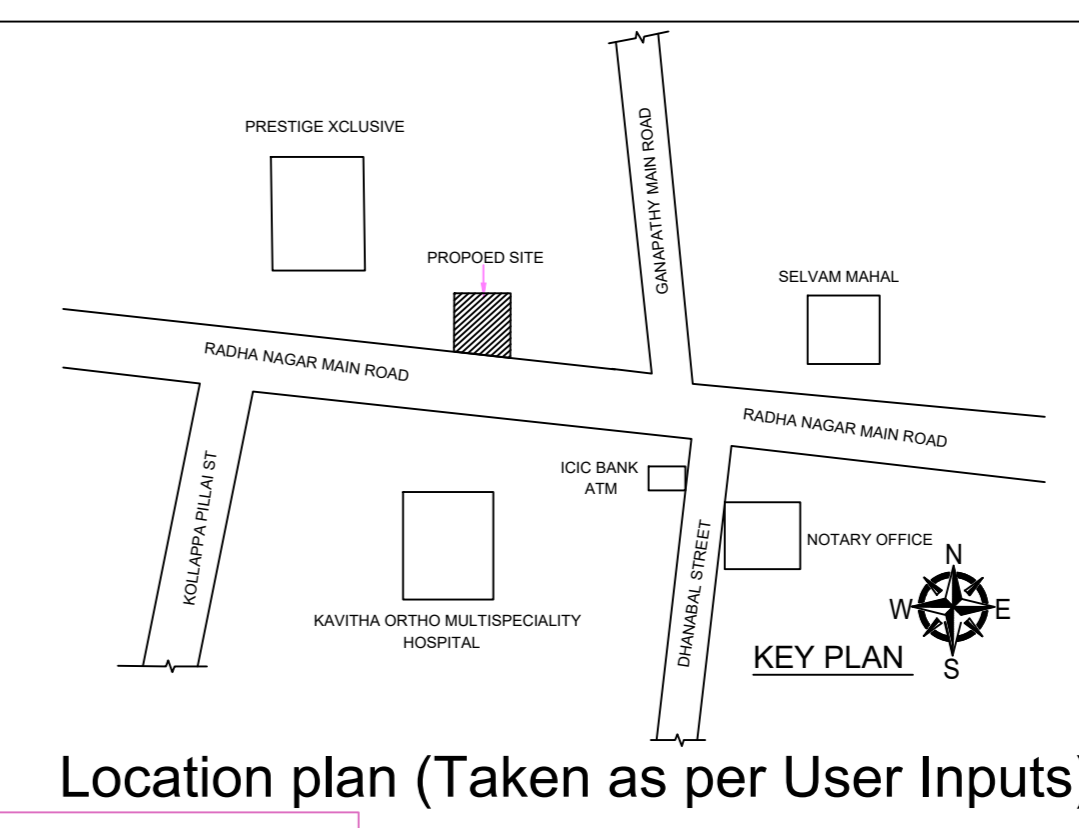 PRESTIGE XCLUSIVE
GANAPATHY MAIN ROAD
PROPOED SITE
SELVAM MAHAL
RADHA NAGAR MAIN ROAD
RADHA NAGAR MAIN ROAD
KOLLAPPA PILLAI ST
ICIC BANK
ATM
DHANABAL STREET
NOTARY OFFICE
KAVITHA ORTHO MULTISPECIALITY
HOSPITAL
N
W
E
S
KEY PLAN
Location plan (Taken as per User Inputs)